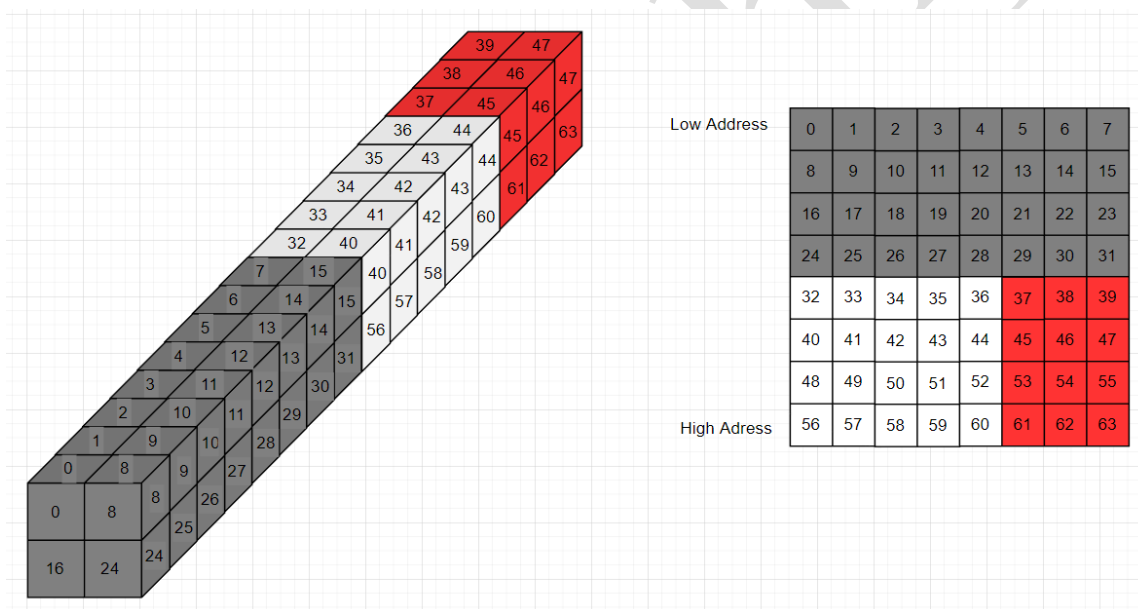 39 47
38 46 47
37 45 46
36 44 45 63
35 43 44 62
34 42 43 61
33 41 42 60
32 40 41 59
7 15 40 58
6 14 15 57
5 13 14 56
4 12 13 31
3 11 12 30
2 10 11 29
1 9 10 28
0 8 9 27
8 26
0 8
25
24
16 24
Low Address
0 1 2 3 4 5 6 7
8 9 10 11 12 13 14 15
16 17 18 19 20 21 22 23
24 25 26 27 28 29 30 31
32 33 34 35 36 37 38 39
40 41 42 43 44 45 46 47
48 49 50 51 52 53 54 55
High Adress
56 57 58 59 60 61 62 63